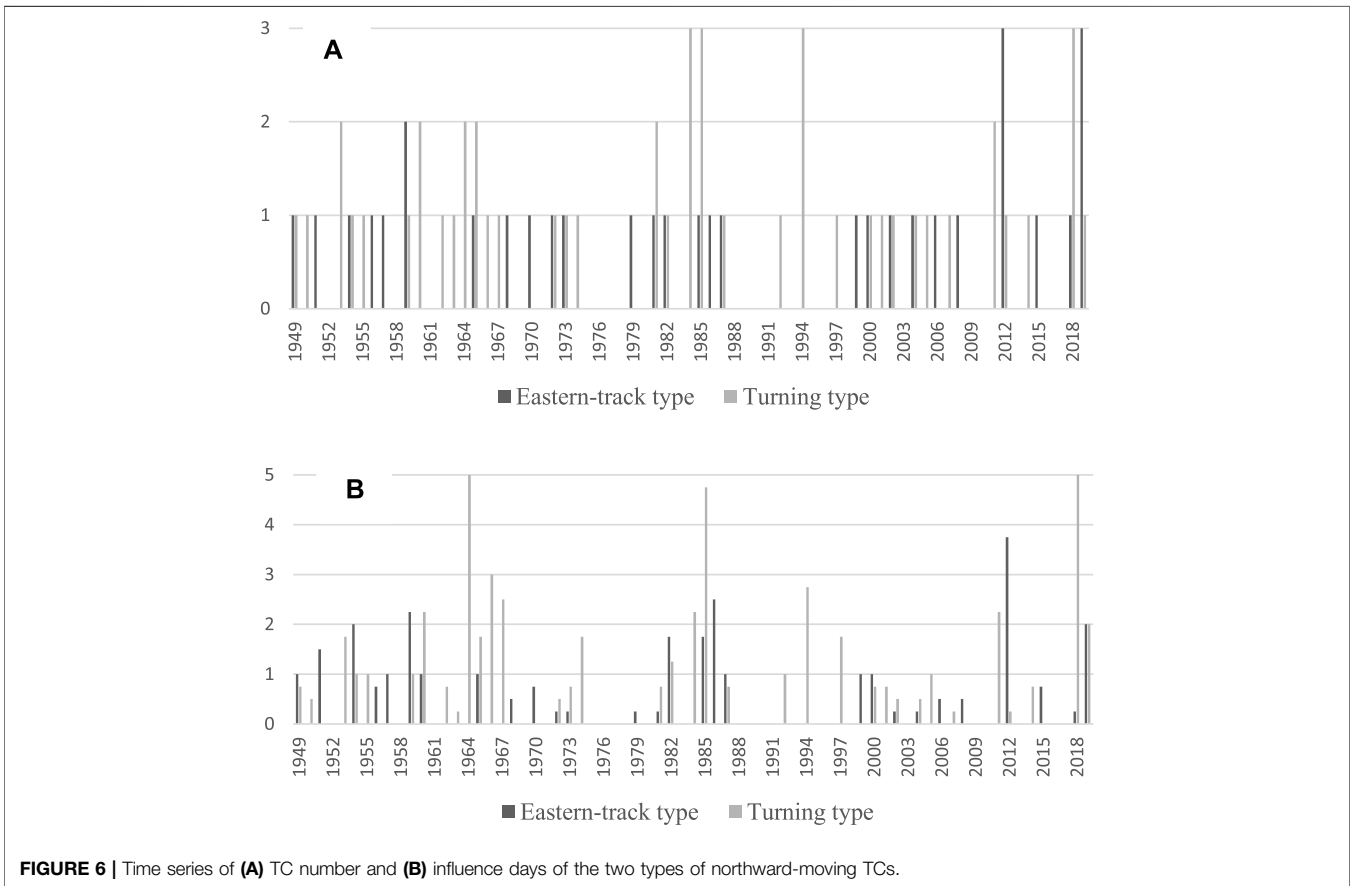 A
3
2
1
0
1949 1952 1955 1958 1961 1964 1967 1970 1973 1976 1979 1982 1985 1988 1991 1994 1997 2000 2003 2006 2009 2012 2015 2018
Eastern-track type Turning type
B
5
4
3
2
1
0
1949 1952 1955 1958 1961 1964 1967 1970 1973 1976 1979 1982 1985 1988 1991 1994 1997 2000 2003 2006 2009 2012 2015 2018
Eastern-track type Turning type
FIGURE 6 | Time series of (A) TC number and (B) influence days of the two types of northward-moving TCs.